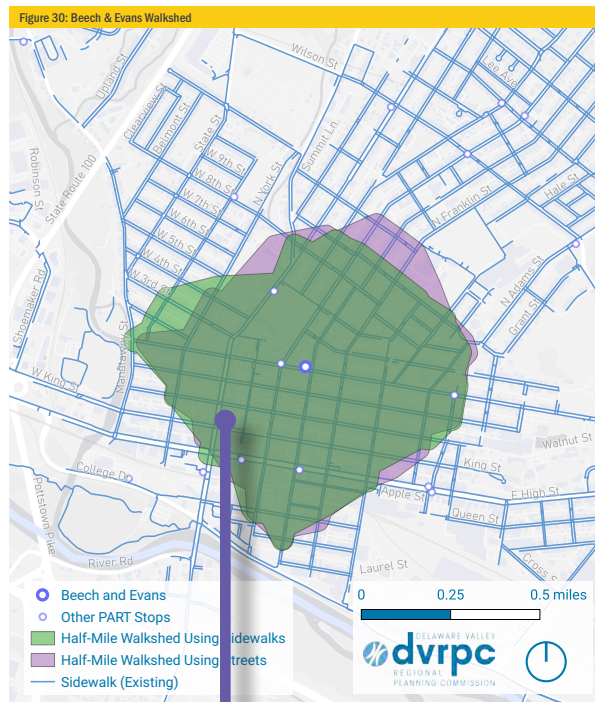 Figure 30: Beech & Evans Walkshed
Wilson St
Lee Ave
Upland St
Clearview St
Belmont St
State St
Summit Ln
Robinson St
State Route 100
W 9th St
W 8th St
W 7th St
W 6th St
W 5th St
W 4th St
W 3rd S
N York St
N Franklin St
Hale St
N Adams St
Grant St
Shoemaker Rd
Manatawny St
W King St
Walnut St
King St
College D
Apple St
E High St
Queen St
Pottstown Pike
River Rd
Laurel St
Cross S
Beech and Evans
Other PART Stops
Half-Mile Walkshed Using idewalks
Half-Mile Walkshed Using treets
Sidewalk (Existing)
0 0.25 0.5 miles
DELAWARE VALLEY
dvrpc
REGIONAL
PLANNING COMMISSION